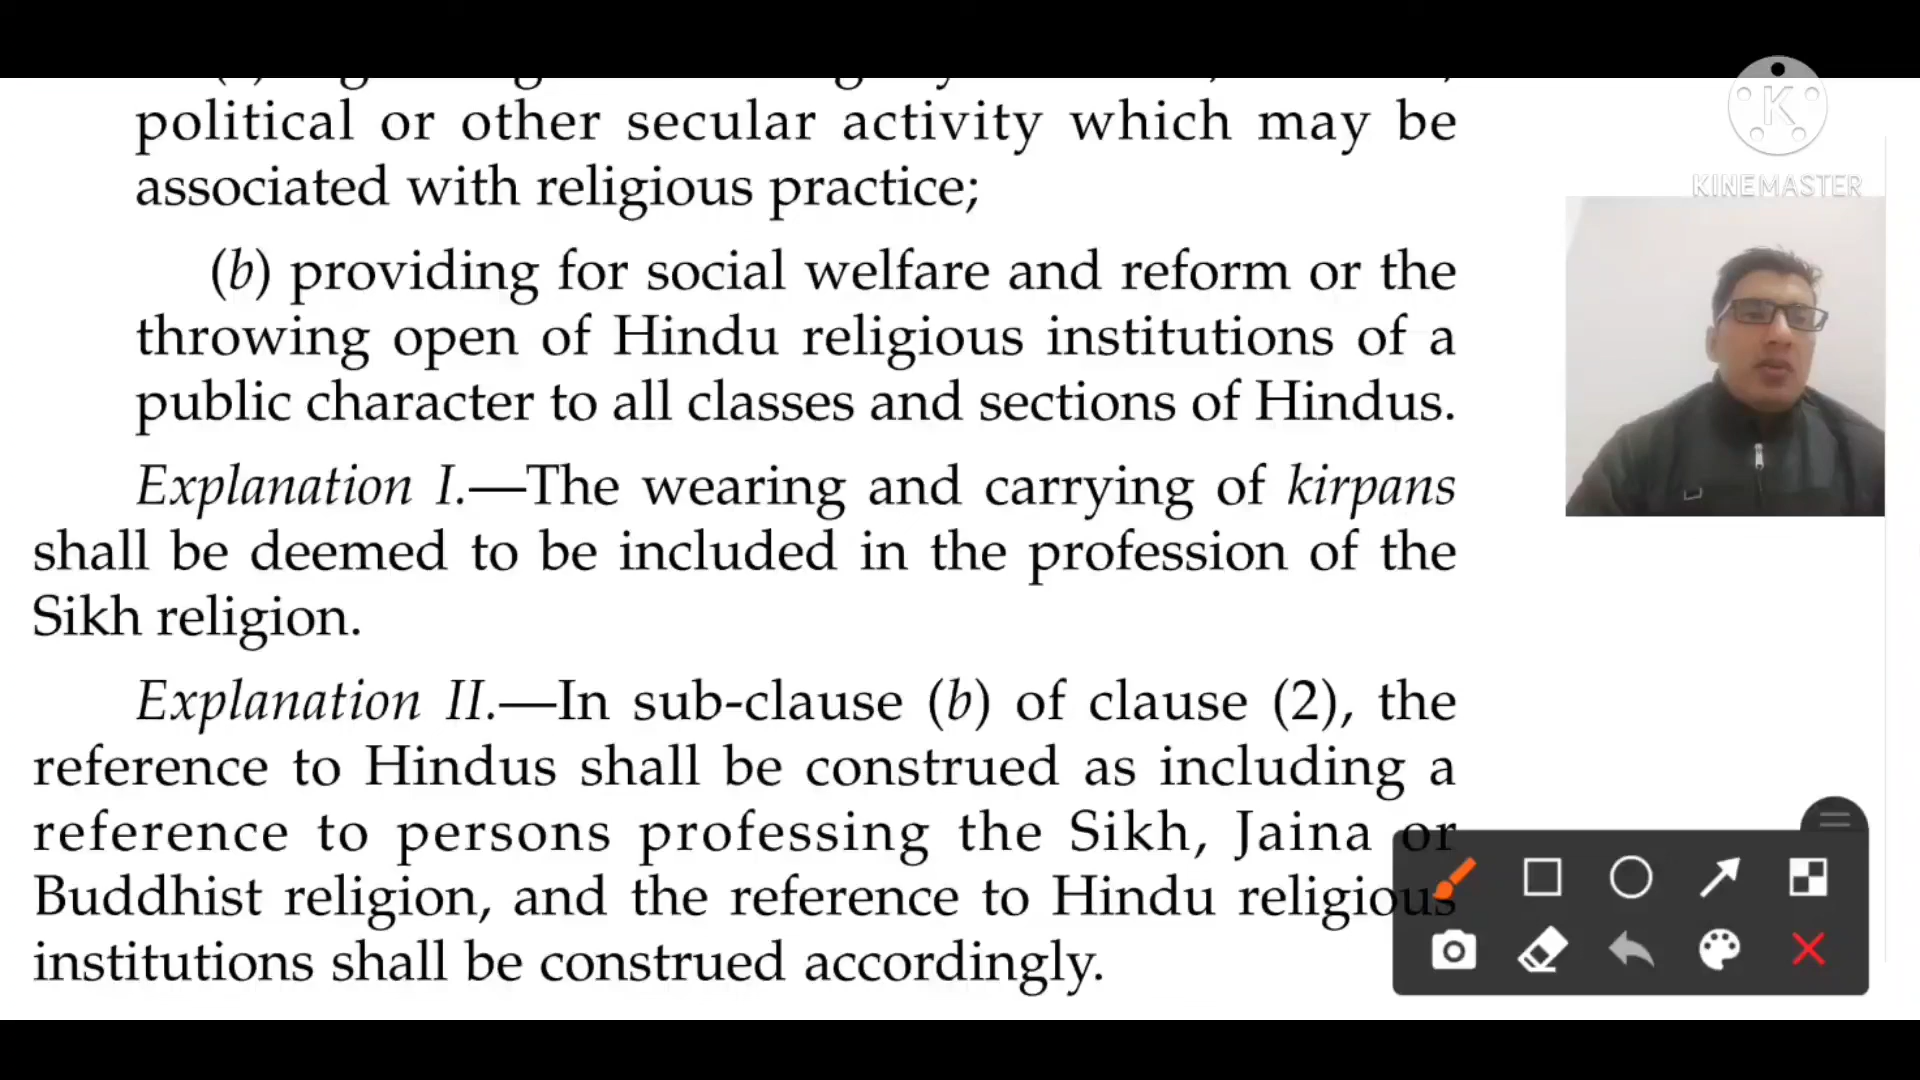 political or other secular activity which may be
associated with religious practice;
(b) providing for social welfare and reform or the
throwing open of Hindu religious institutions of a
public character to all classes and sections of Hindus.
Explanation I.—The wearing and carrying of kirpans
shall be deemed to be included in the profession of the
Sikh religion.
Explanation II.—In sub-clause (b) of clause (2), the
reference to Hindus shall be construed as including a
reference to persons professing the Sikh, Jaina or
Buddhist religion, and the reference to Hindu religious
institutions shall be construed accordingly.
K
KINEMASTER